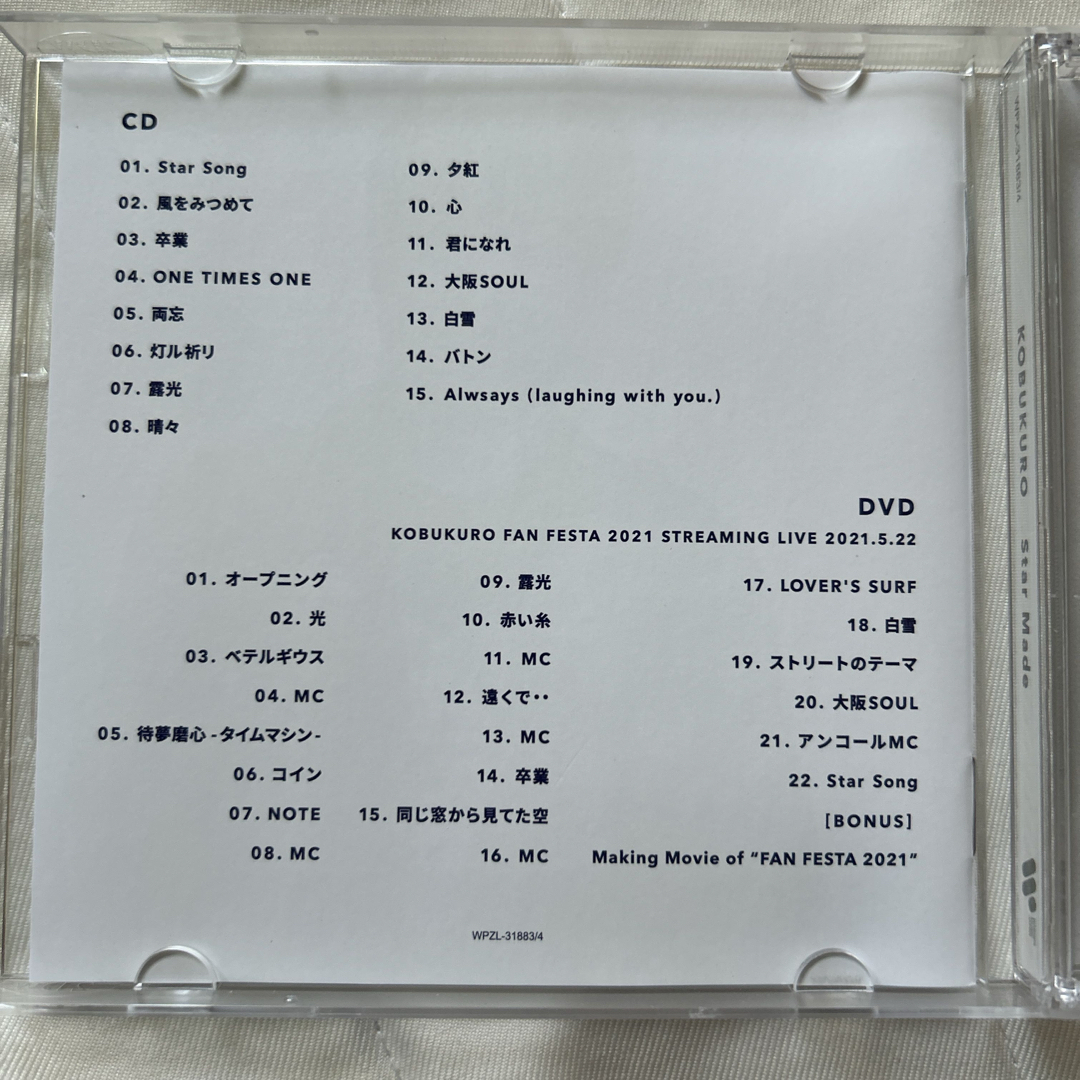 CD
01. Star Song
02. 風をみつめて
03. 卒業
04. ONE TIMES ONE
05. 両忘
06. 灯ル祈リ
07. 露光
08. 晴々
09. 夕紅
10. 心
11. 君になれ
12. 大阪SOUL
13. 白雪
14. バトン
15. Alwsays (laughing with you.)
DVD
KOBUKURO FAN FESTA 2021 STREAMING LIVE 2021.5.22
01. オープニング
02. 光
03. ベテルギウス
04. MC
05. 待夢磨心 -タイムマシン-
06. コイン
07. NOTE
08. MC
09. 露光
10. 赤い糸
11. MC
12. 遠くで・・
13. MC
14. 卒業
15. 同じ窓から見てた空
16. MC
17. LOVER'S SURF
18. 白雪
19. ストリートのテーマ
20. 大阪SOUL
21. アンコールMC
22. Star Song
[BONUS]
Making Movie of “FAN FESTA 2021”
WPZL-31883/4
WPZL-31883/4
KOBUKURO Star Made